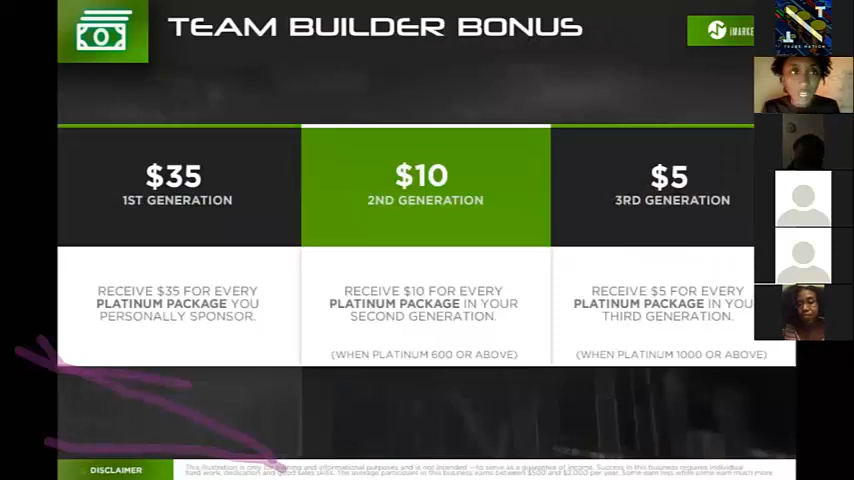 TEAM BUILDER BONUS
$35
1ST GENERATION
$10
2ND GENERATION
$5
3RD GENERATION
RECEIVE $35 FOR EVERY
PLATINUM PACKAGE YOU
PERSONALLY SPONSOR.
RECEIVE $10 FOR EVERY
PLATINUM PACKAGE IN YOUR
SECOND GENERATION.
(WHEN PLATINUM 600 OR ABOVE)
RECEIVE $5 FOR EVERY
PLATINUM PACKAGE IN YOU
THIRD GENERATION.
(WHEN PLATINUM 1000 OR ABOVE)
DISCLAIMER
This illustration is only for training and informational purposes and is not intended to serve as a guarantee of income. Success in this business requires individual
hard work, dedication and good sales skills. The average participant in this business earns between $500 and $2,000 per year. Some earn less while some earn much more.